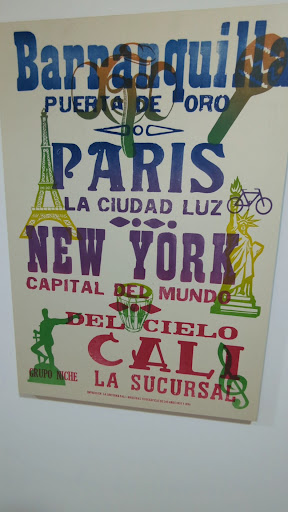 Barranquilla
PUERTA DE ORO
PARIS
LA CIUDAD LUZ
NEW YORK
CAPITAL DEL MUNDO
DEL CIELO
CALI
LA SUCURSAL
GRUPO NICHE